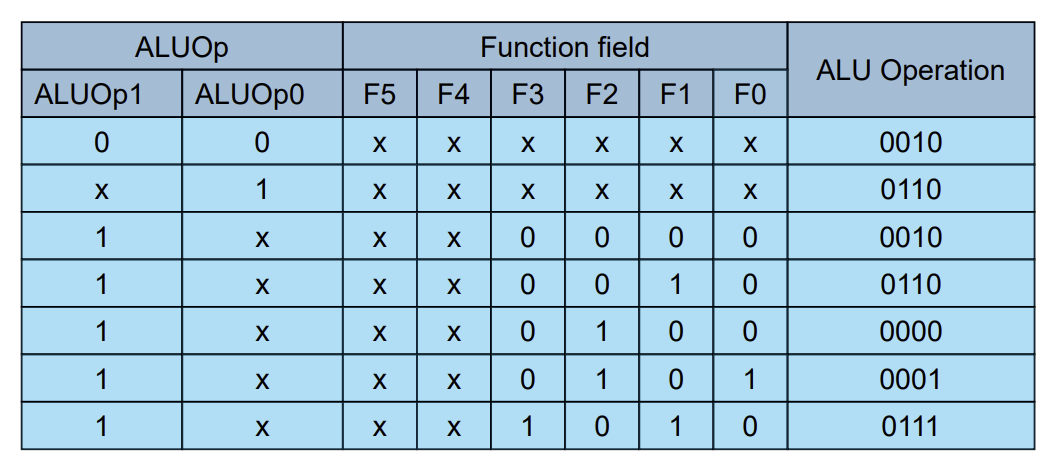 ALUOp Function field ALU Operation
ALUOp1 ALUOp0 F5 F4 F3 F2 F1 F0
0 0 x x x x x x 0010
x 1 x x x x x x 0110
1 x x x 0 0 0 0 0010
1 x x x 0 0 1 0 0110
1 x x x 0 1 0 0 0000
1 x x x 0 1 0 1 0001
1 x x x 1 0 1 0 0111